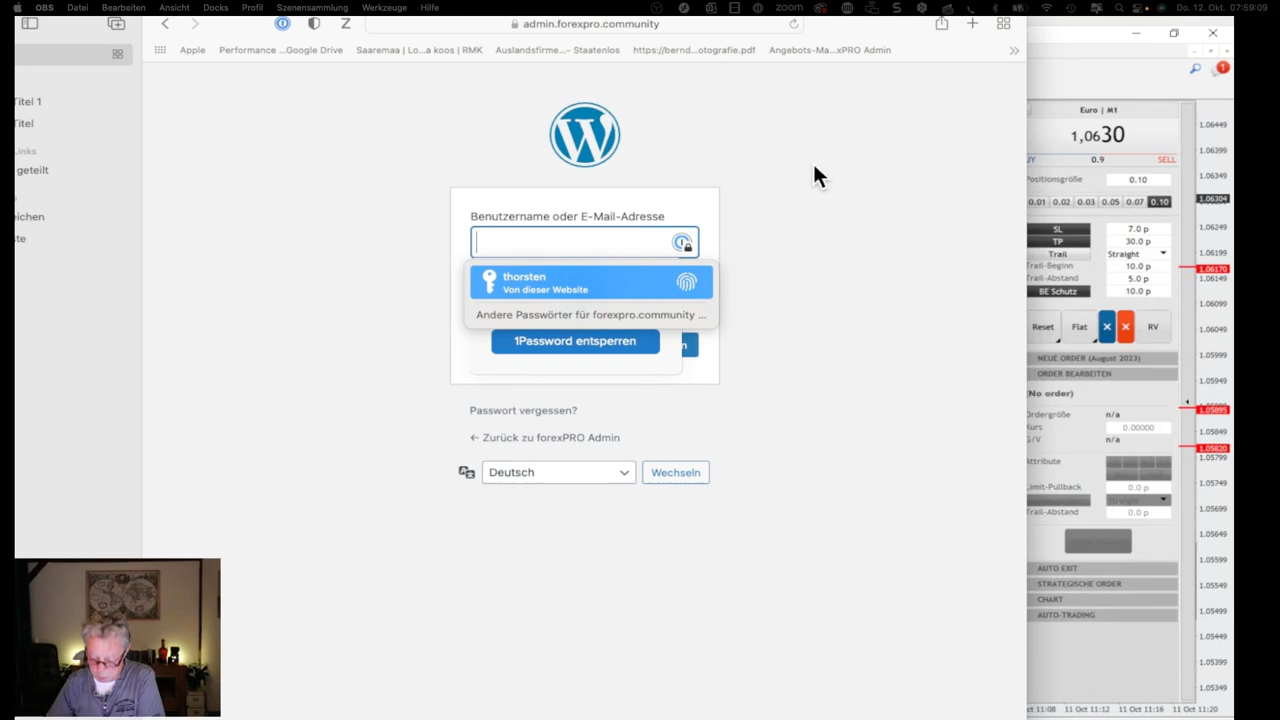 OBS Datei Bearbeiten Ansicht Docks Profil Szenensammlung Werkzeuge Hilfe zoom Do. 12. Okt. 07:59:09
admin.forexpro.community
Apple Performance ...Google Drive Saaremaa | Lo...a koos | RMK Auslandsfirme...- Staatenlos https://bernd...otografie.pdf Angebots-Ma...xPRO Admin
Titel 1
Titel
Links
geteilt
eichen
ste
Benutzername oder E-Mail-Adresse
thorsten
Von dieser Website
Andere Passwörter für forexpro.community ...
1Password entsperren
n
Passwort vergessen?
← Zurück zu forexPRO Admin
Deutsch
Wechseln
1
Euro | M1
1,0630
UY 0.9 SELL
Positionsgröße 0.10
0.01 0.02 0.03 0.05 0.07 0.10
SL 7.0 p
TP 30.0 p
Trail Straight
Trail-Beginn 10.0 p
Trail-Abstand 5.0 p
BE Schutz 10.0 p
Reset Flat × × RV
NEUE ORDER (August 2023)
ORDER BEARBEITEN
(No order)
Ordergröße n/a
Kurs 0.00000
G/V n/a
Attribute
Limit-Pullback 0.0 p
Straight
Trail-Abstand 0.0 p
AUTO EXIT
STRATEGISCHE ORDER
CHART
AUTO-TRADING
1.06449
1.06399
1.06349
1.06304
1.06249
1.06199
1.06170
1.06149
1.06099
1.06049
1.05999
1.05949
1.05895
1.05849
1.05820
1.05799
1.05749
1.05699
1.05649
1.05599
1.05549
1.05499
1.05449
1.05399
1.05349
ct 11:08 11 Oct 11:12 11 Oct 11:16 11 Oct 11:20